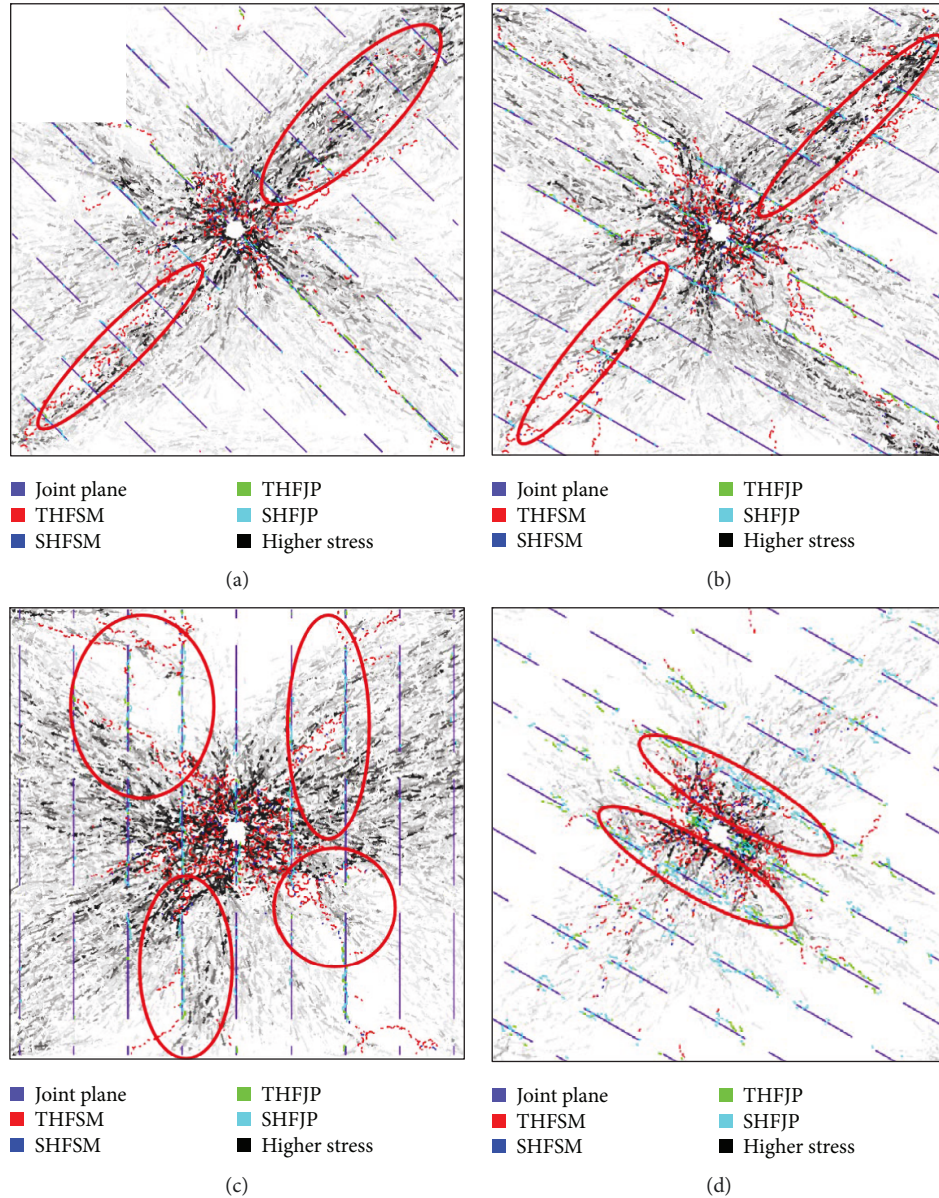 Joint plane THFJP
THFSM SHFJP
SHFSM Higher stress
(a)
Joint plane THFJP
THFSM SHFJP
SHFSM Higher stress
(b)
Joint plane THFJP
THFSM SHFJP
SHFSM Higher stress
(c)
Joint plane THFJP
THFSM SHFJP
SHFSM Higher stress
(d)